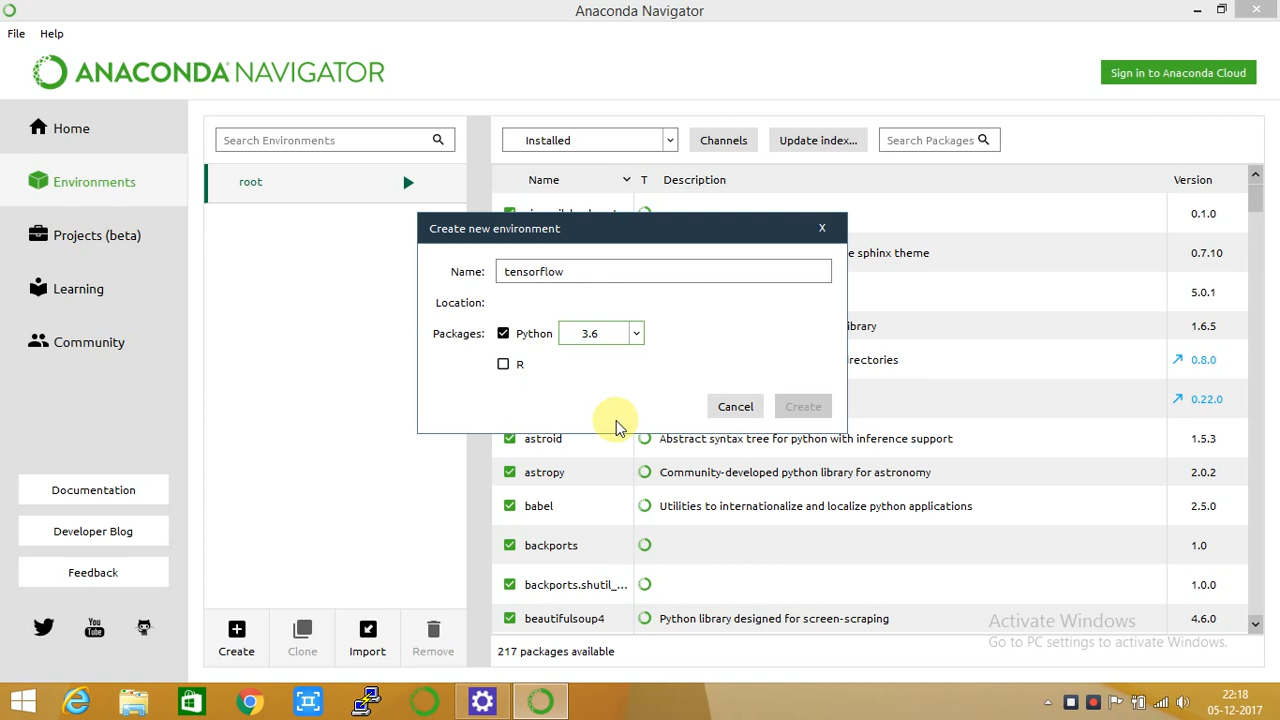 Anaconda Navigator
File Help
ANACONDA NAVIGATOR
Sign in to Anaconda Cloud
Home
Environments
Projects (beta)
Learning
Community
Documentation
Developer Blog
Feedback
Search Environments
root
Create
Clone
Import
Remove
Installed
Channels
Update index...
Search Packages
Name T Description Version
0.1.0
e sphinx theme 0.7.10
5.0.1
1.6.5
0.8.0
0.22.0
Create new environment X
Name: tensorflow
Location:
Packages: Python 3.6
R
Cancel Create
astroid Abstract syntax tree for python with inference support 1.5.3
astropy Community-developed python library for astronomy 2.0.2
babel Utilities to internationalize and localize python applications 2.5.0
backports 1.0
backports.shutil_... 1.0.0
beautifulsoup4 Python library designed for screen-scraping 4.6.0
217 packages available
Activate Windows
Go to PC settings to activate Windows.
You
Tube
22:18
05-12-2017